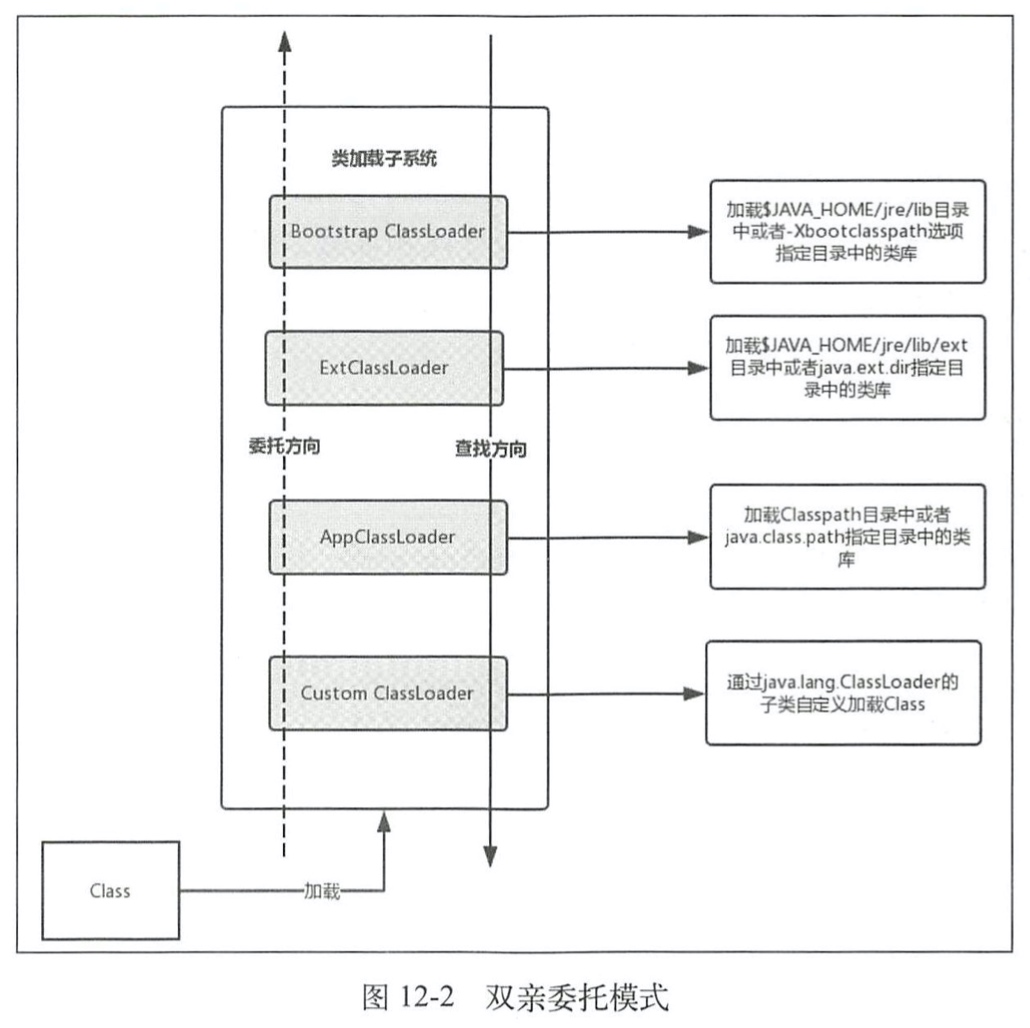 类加载子系统
Bootstrap ClassLoader
加载$JAVA_HOME/jre/lib目录
中或者-Xbootclasspath选项
指定目录中的类库
ExtClassLoader
加载$JAVA_HOME/jre/lib/ext
目录中或者java.ext.dir指定目
录中的类库
委托方向
查找方向
AppClassLoader
加载Classpath目录中或者
java.class.path指定目录中的类
库
Custom ClassLoader
通过java.lang.ClassLoader的
子类自定义加载Class
Class
加载
图 12-2 双亲委托模式